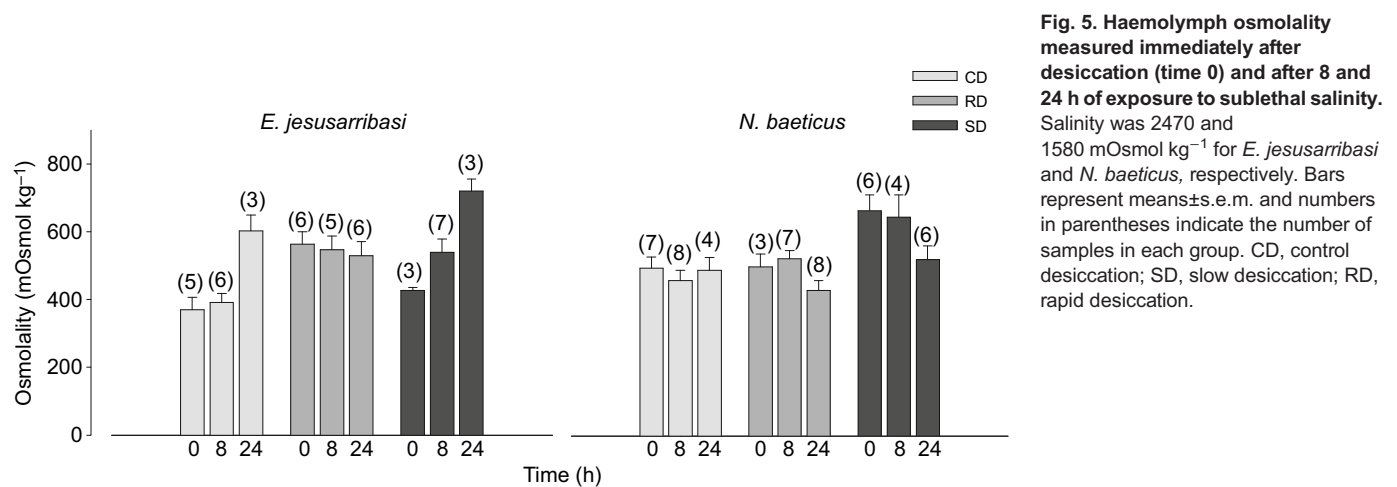 CD
RD
SD
E. jesusarribasi
N. baeticus
Osmolality (mOsmol kg−1)
800
600
400
200
0
(5) (6) (3) (6) (5) (6) (3) (7) (3)
(7) (8) (4) (3) (7) (8) (6) (4) (6)
0 8 24 0 8 24 0 8 24
0 8 24 0 8 24 0 8 24
Time (h)
Fig. 5. Haemolymph osmolality
measured immediately after
desiccation (time 0) and after 8 and
24 h of exposure to sublethal salinity.
Salinity was 2470 and
1580 mOsmol kg−1 for E. jesusarribasi
and N. baeticus, respectively. Bars
represent means±s.e.m. and numbers
in parentheses indicate the number of
samples in each group. CD, control
desiccation; SD, slow desiccation; RD,
rapid desiccation.